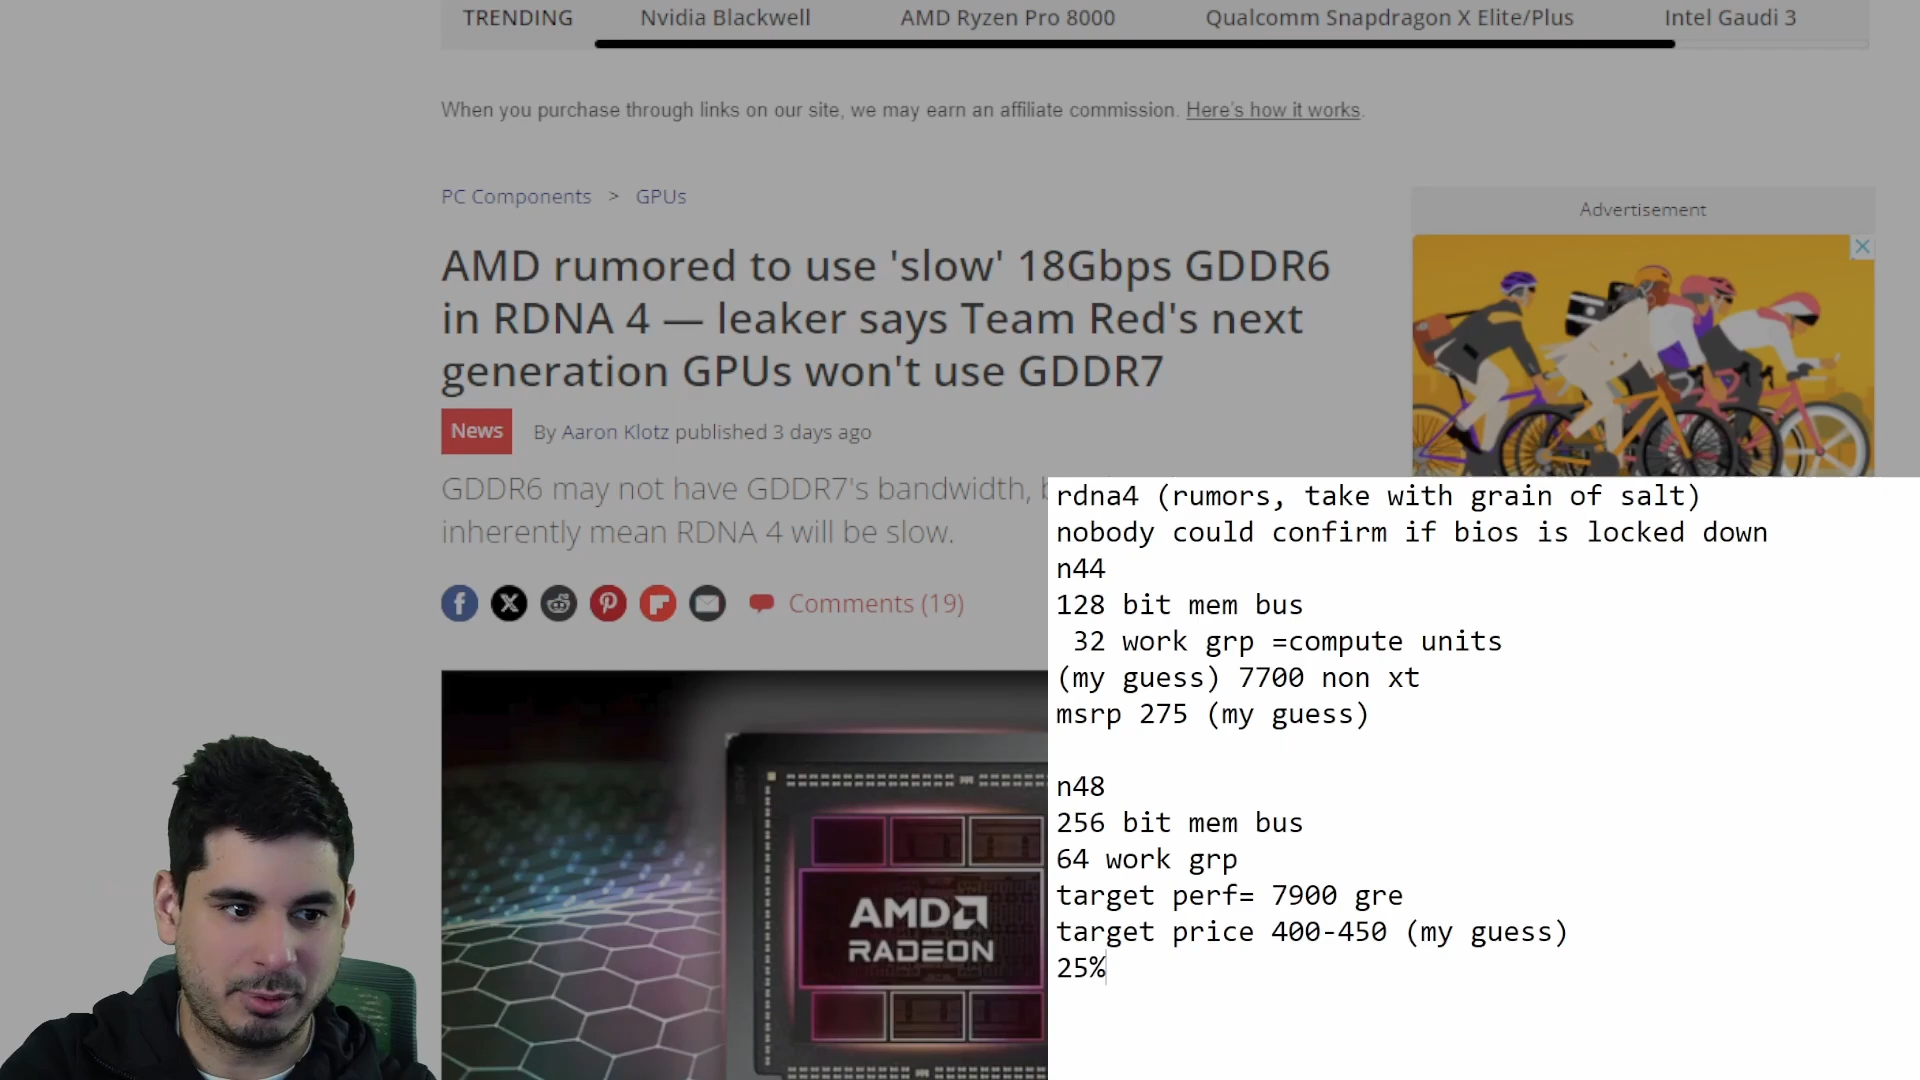 TRENDING Nvidia Blackwell AMD Ryzen Pro 8000 Qualcomm Snapdragon X Elite/Plus Intel Gaudi 3
When you purchase through links on our site, we may earn an affiliate commission. Here's how it works.
PC Components > GPUs
Advertisement
AMD rumored to use 'slow' 18Gbps GDDR6
in RDNA 4 — leaker says Team Red's next
generation GPUs won't use GDDR7
News By Aaron Klotz published 3 days ago
GDDR6 may not have GDDR7's bandwidth,
inherently mean RDNA 4 will be slow.
Comments (19)
AMD
RADEON
rdna4 (rumors, take with grain of salt)
nobody could confirm if bios is locked down
n44
128 bit mem bus
32 work grp =compute units
(my guess) 7700 non xt
msrp 275 (my guess)
n48
256 bit mem bus
64 work grp
target perf= 7900 gre
target price 400-450 (my guess)
25%